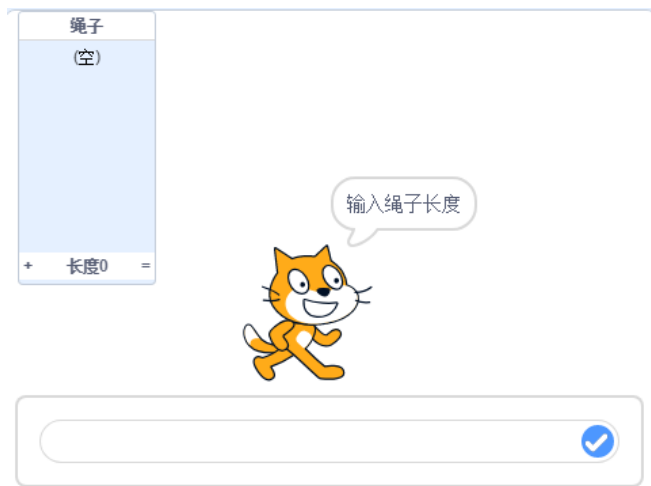 绳子
(空)
输入绳子长度
+ 长度0 =